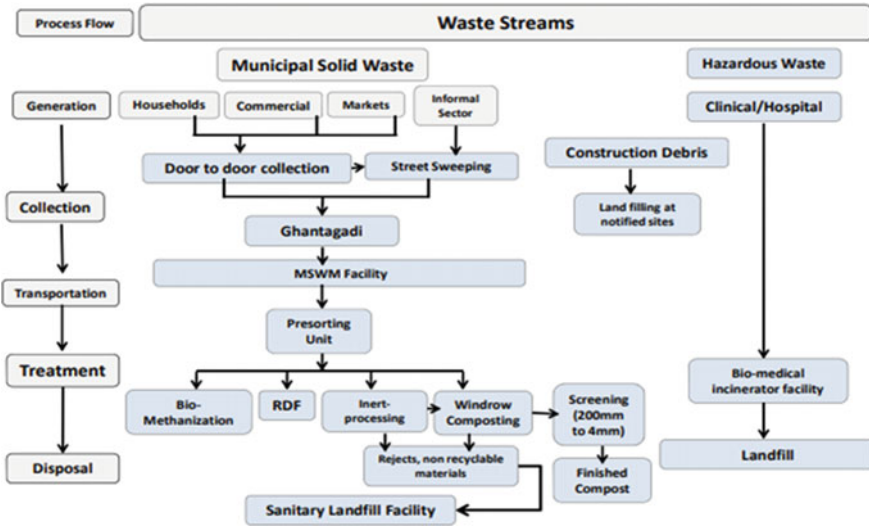 Process Flow
Waste Streams
Municipal Solid Waste
Hazardous Waste
Generation
Households
Commercial
Markets
Informal
Sector
Clinical/Hospital
Door to door collection
Street Sweeping
Construction Debris
Collection
Land filling at
notified sites
Ghantagadi
MSWM Facility
Transportation
Presorting
Unit
Treatment
Bio-
Methanization
RDF
Inert-
processing
Windrow
Composting
Screening
(200mm
to 4mm)
Bio-medical
incinerator facility
Disposal
Rejects, non recyclable
materials
Finished
Compost
Landfill
Sanitary Landfill Facility